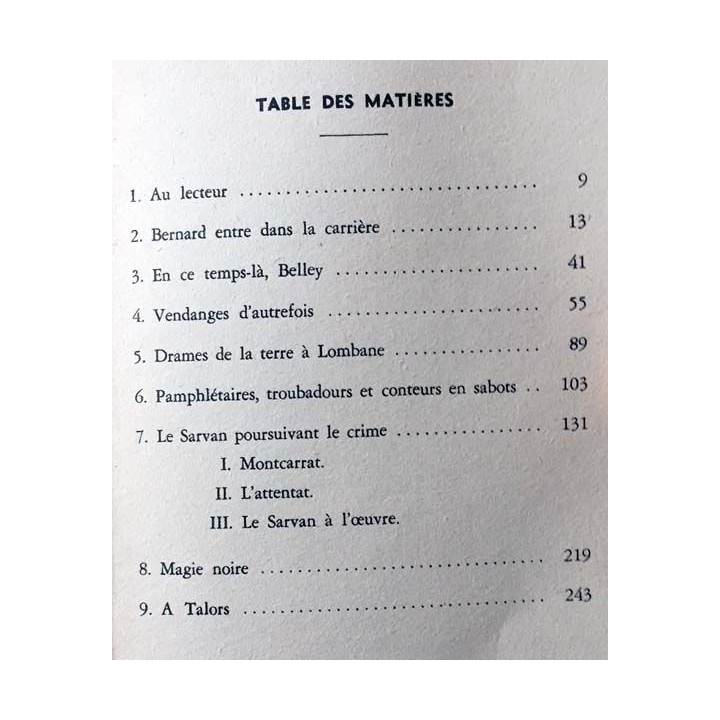 TABLE DES MATIÈRES
1. Au lecteur ................................ 9
2. Bernard entre dans la carrière ................ 13
3. En ce temps-là, Belley ...................... 41
4. Vendanges d'autrefois ....................... 55
5. Drames de la terre à Lombane ................ 89
6. Pamphlétaires, troubadours et conteurs en sabots .. 103
7. Le Sarvan poursuivant le crime ................ 131
I. Montcarrat.
II. L'attentat.
III. Le Sarvan à l'œuvre.
8. Magie noire ............................... 219
9. A Talors ................................. 243